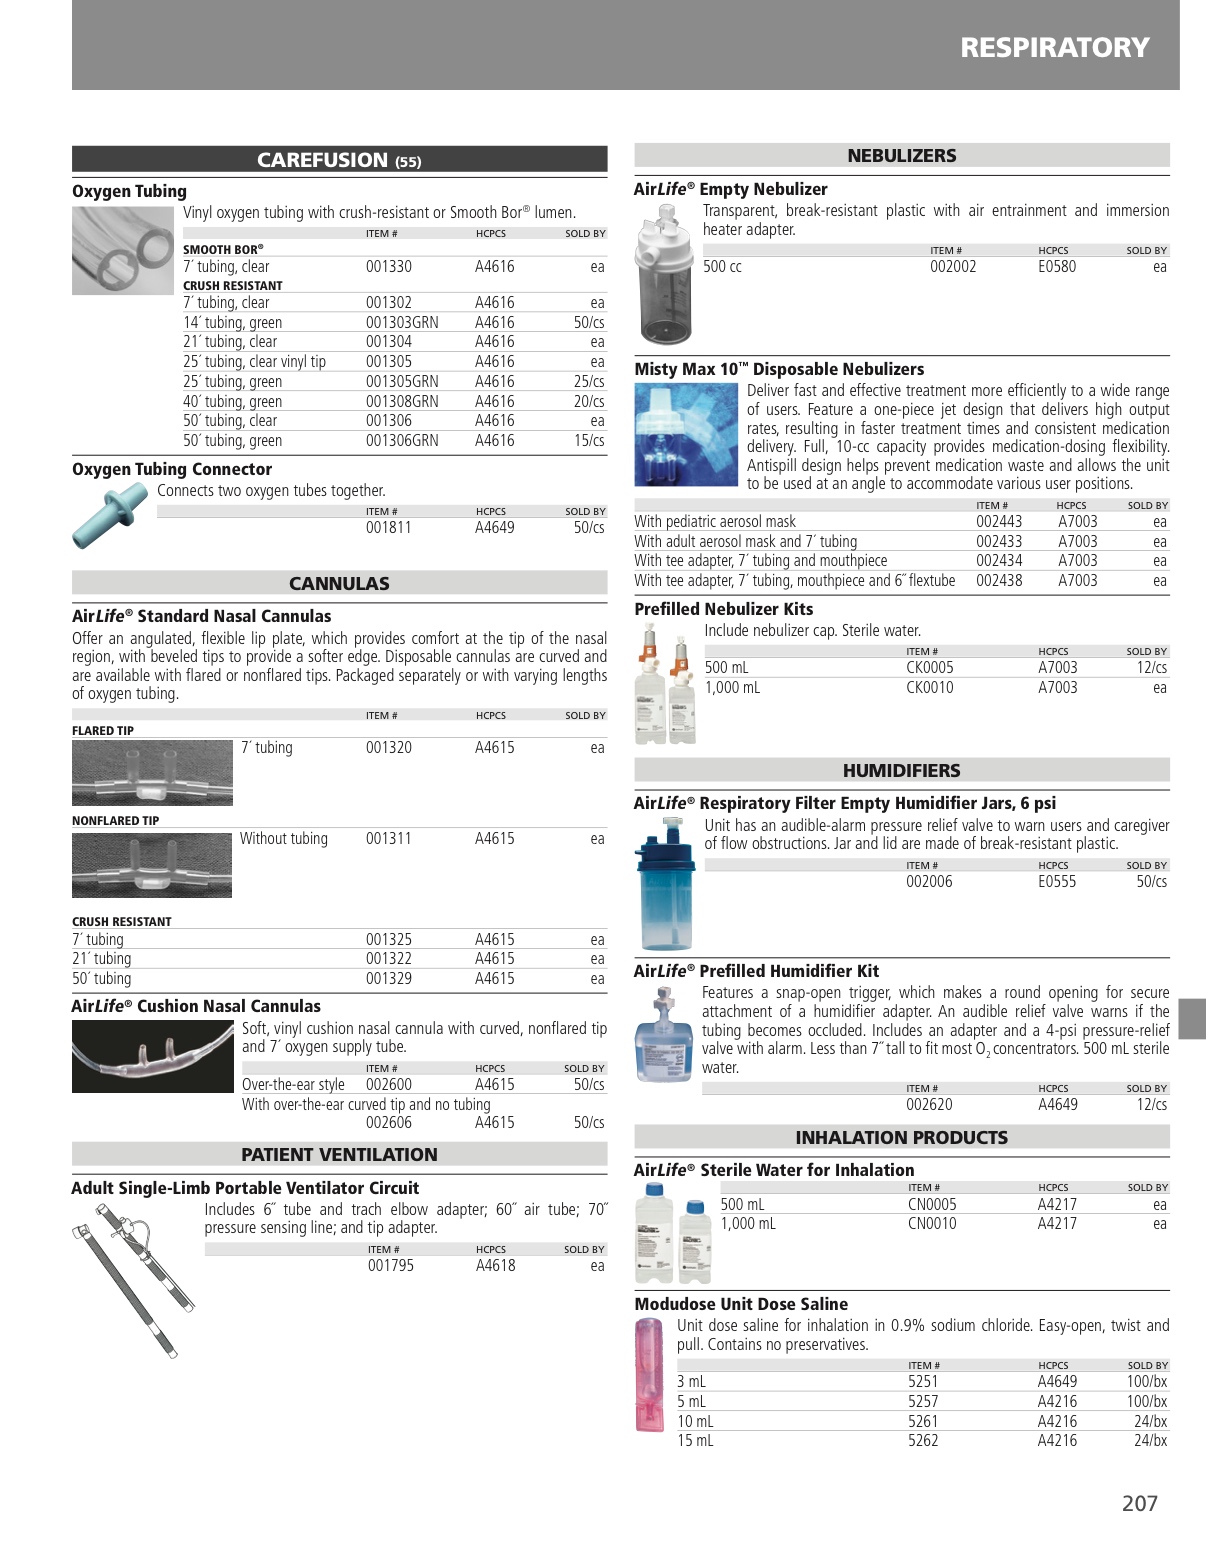 RESPIRATORY
CAREFUSION (55)
Oxygen Tubing
Vinyl oxygen tubing with crush-resistant or Smooth Bor® lumen.
ITEM # HCPCS SOLD BY
SMOOTH BOR®
7´ tubing, clear 001330 A4616 ea
CRUSH RESISTANT
7´ tubing, clear 001302 A4616 ea
14´ tubing, green 001303GRN A4616 50/cs
21´ tubing, clear 001304 A4616 ea
25´ tubing, clear vinyl tip 001305 A4616 ea
25´ tubing, green 001305GRN A4616 25/cs
40´ tubing, green 001308GRN A4616 20/cs
50´ tubing, clear 001306 A4616 ea
50´ tubing, green 001306GRN A4616 15/cs
Oxygen Tubing Connector
Connects two oxygen tubes together.
ITEM # HCPCS SOLD BY
001811 A4649 50/cs
CANNULAS
AirLife® Standard Nasal Cannulas
Offer an angulated, flexible lip plate, which provides comfort at the tip of the nasal
region, with beveled tips to provide a softer edge. Disposable cannulas are curved and
are available with flared or nonflared tips. Packaged separately or with varying lengths
of oxygen tubing.
ITEM # HCPCS SOLD BY
FLARED TIP
7´ tubing 001320 A4615 ea
NONFLARED TIP
Without tubing 001311 A4615 ea
CRUSH RESISTANT
7´ tubing 001325 A4615 ea
21´ tubing 001322 A4615 ea
50´ tubing 001329 A4615 ea
AirLife® Cushion Nasal Cannulas
Soft, vinyl cushion nasal cannula with curved, nonflared tip
and 7´ oxygen supply tube.
ITEM # HCPCS SOLD BY
Over-the-ear style 002600 A4615 50/cs
With over-the-ear curved tip and no tubing
002606 A4615 50/cs
PATIENT VENTILATION
Adult Single-Limb Portable Ventilator Circuit
Includes 6˝ tube and trach elbow adapter; 60˝ air tube; 70˝
pressure sensing line; and tip adapter.
ITEM # HCPCS SOLD BY
001795 A4618 ea
NEBULIZERS
AirLife® Empty Nebulizer
Transparent, break-resistant plastic with air entrainment and immersion
heater adapter.
ITEM # HCPCS SOLD BY
500 cc 002002 E0580 ea
Misty Max 10™ Disposable Nebulizers
Deliver fast and effective treatment more efficiently to a wide range
of users. Feature a one-piece jet design that delivers high output
rates, resulting in faster treatment times and consistent medication
delivery. Full, 10-cc capacity provides medication-dosing flexibility.
Antispill design helps prevent medication waste and allows the unit
to be used at an angle to accommodate various user positions.
ITEM # HCPCS SOLD BY
With pediatric aerosol mask 002443 A7003 ea
With adult aerosol mask and 7´ tubing 002433 A7003 ea
With tee adapter, 7´ tubing and mouthpiece 002434 A7003 ea
With tee adapter, 7´ tubing, mouthpiece and 6˝ flextube 002438 A7003 ea
Prefilled Nebulizer Kits
Include nebulizer cap. Sterile water.
ITEM # HCPCS SOLD BY
500 mL CK0005 A7003 12/cs
1,000 mL CK0010 A7003 ea
HUMIDIFIERS
AirLife® Respiratory Filter Empty Humidifier Jars, 6 psi
Unit has an audible-alarm pressure relief valve to warn users and caregiver
of flow obstructions. Jar and lid are made of break-resistant plastic.
ITEM # HCPCS SOLD BY
002006 E0555 50/cs
AirLife® Prefilled Humidifier Kit
Features a snap-open trigger, which makes a round opening for secure
attachment of a humidifier adapter. An audible relief valve warns if the
tubing becomes occluded. Includes an adapter and a 4-psi pressure-relief
valve with alarm. Less than 7˝ tall to fit most O2 concentrators. 500 mL sterile
water.
ITEM # HCPCS SOLD BY
002620 A4649 12/cs
INHALATION PRODUCTS
AirLife® Sterile Water for Inhalation
ITEM # HCPCS SOLD BY
500 mL CN0005 A4217 ea
1,000 mL CN0010 A4217 ea
Modudose Unit Dose Saline
Unit dose saline for inhalation in 0.9% sodium chloride. Easy-open, twist and
pull. Contains no preservatives.
ITEM # HCPCS SOLD BY
3 mL 5251 A4649 100/bx
5 mL 5257 A4216 100/bx
10 mL 5261 A4216 24/bx
15 mL 5262 A4216 24/bx
207